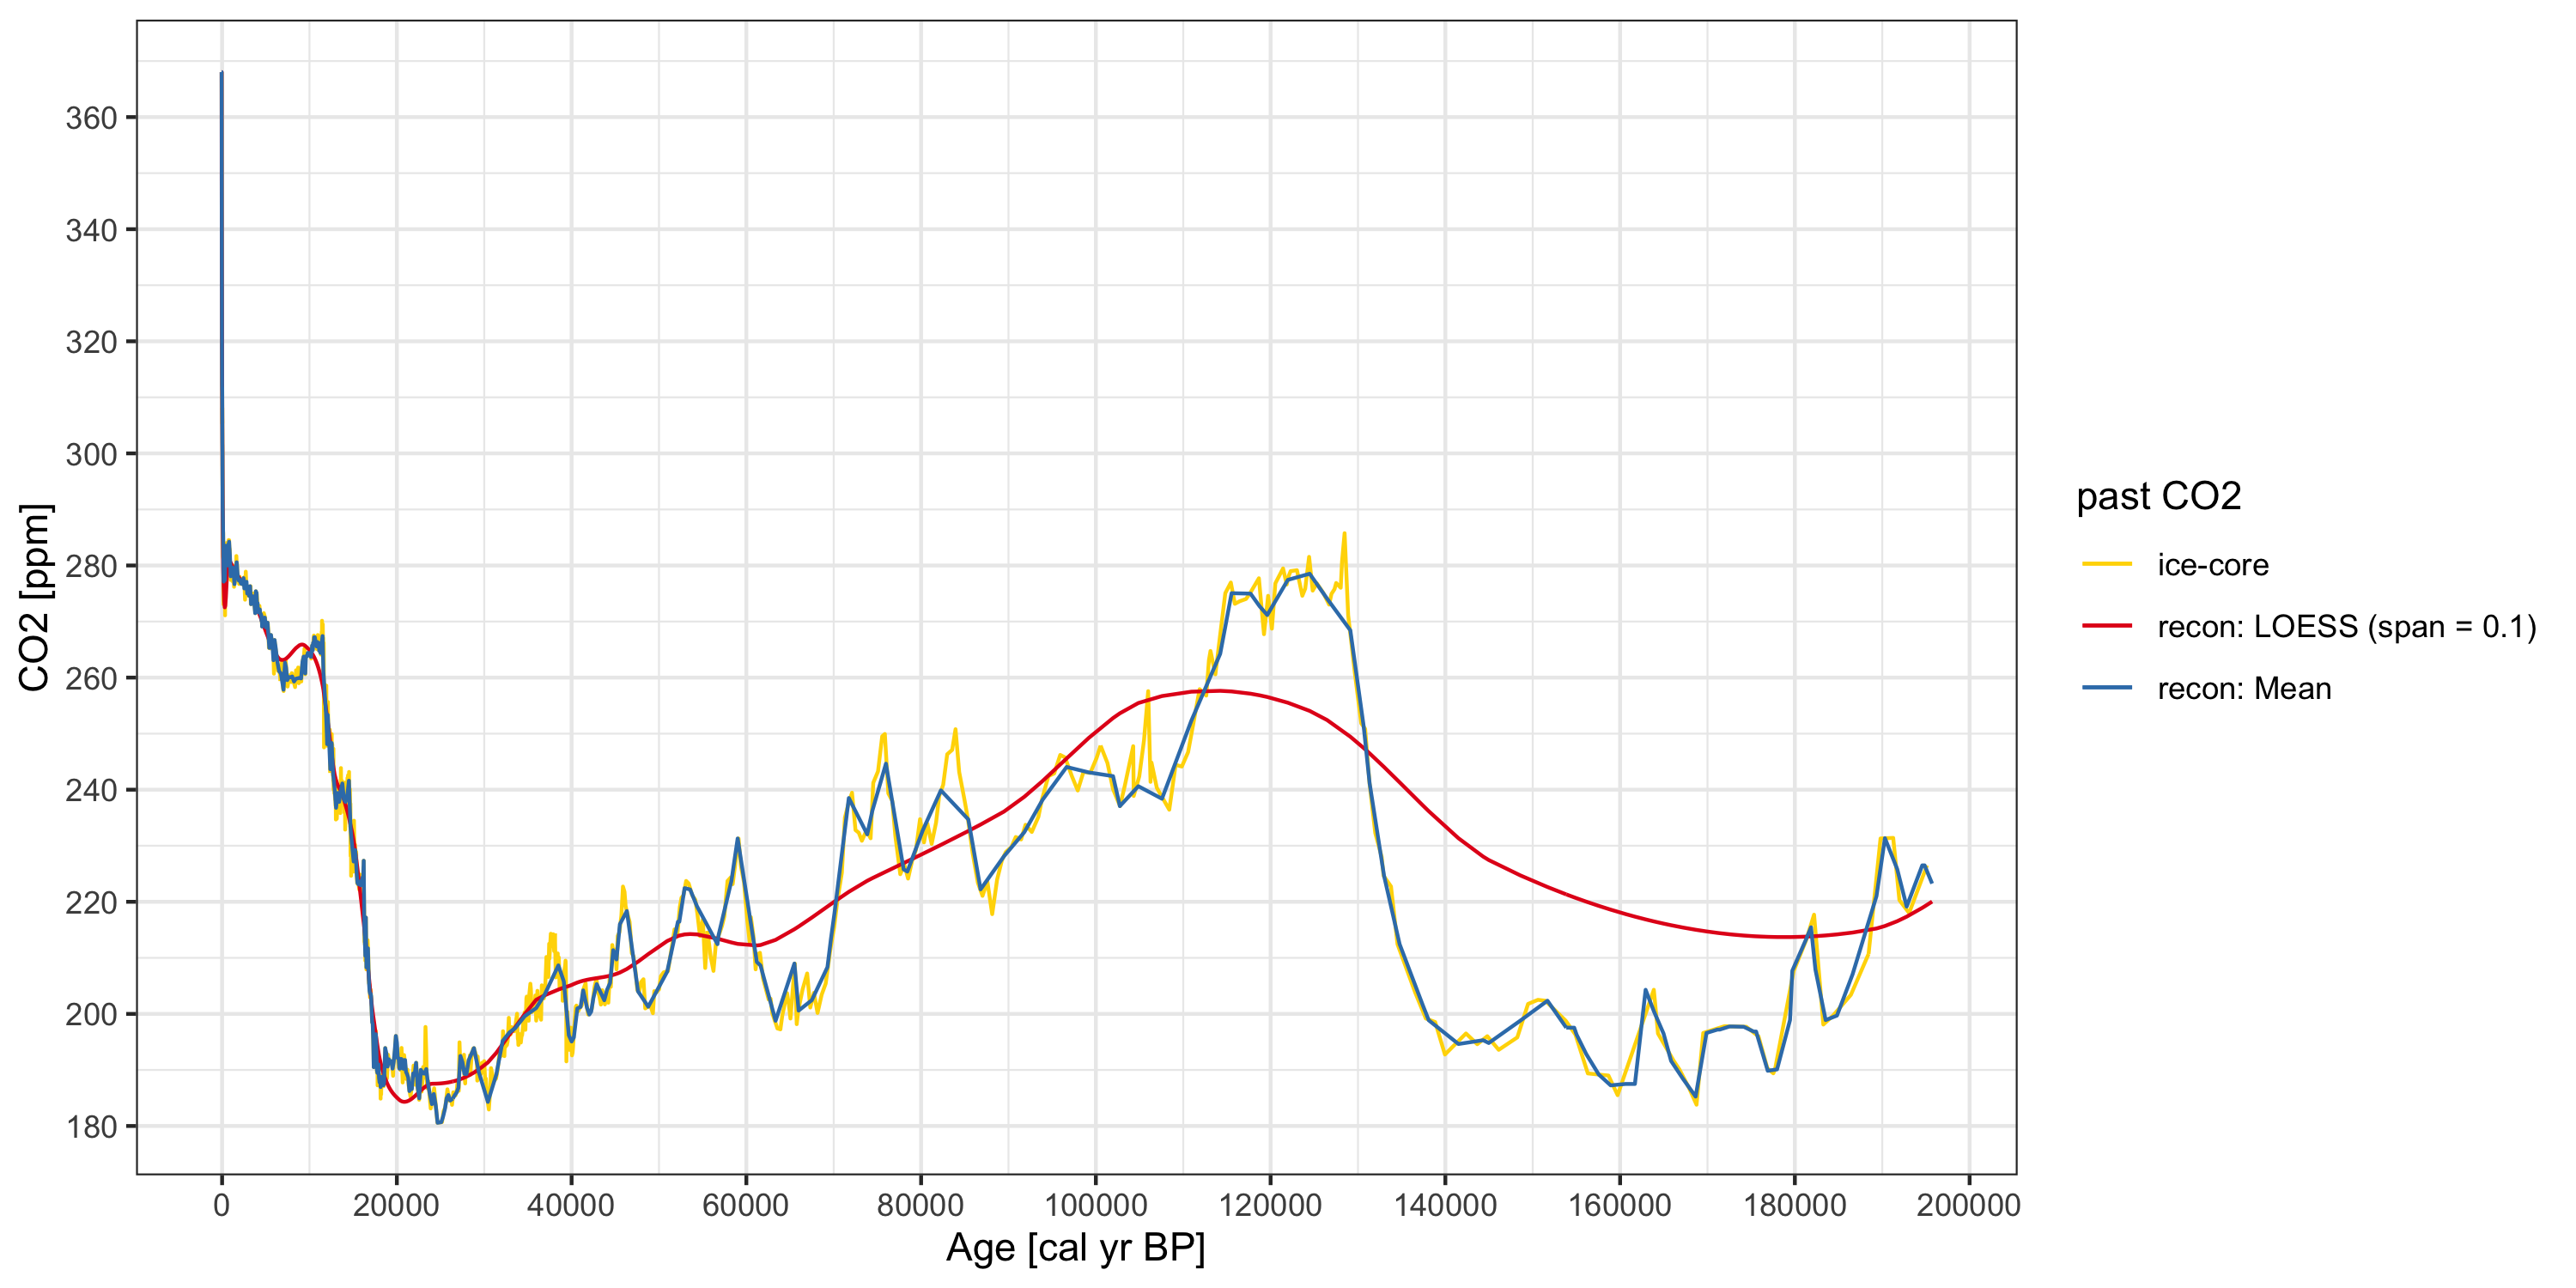 360
340
320
300
280
260
240
220
200
180
CO2 [ppm]
0 20000 40000 60000 80000 100000 120000 140000 160000 180000 200000
Age [cal yr BP]
past CO2
ice-core
recon: LOESS (span = 0.1)
recon: Mean